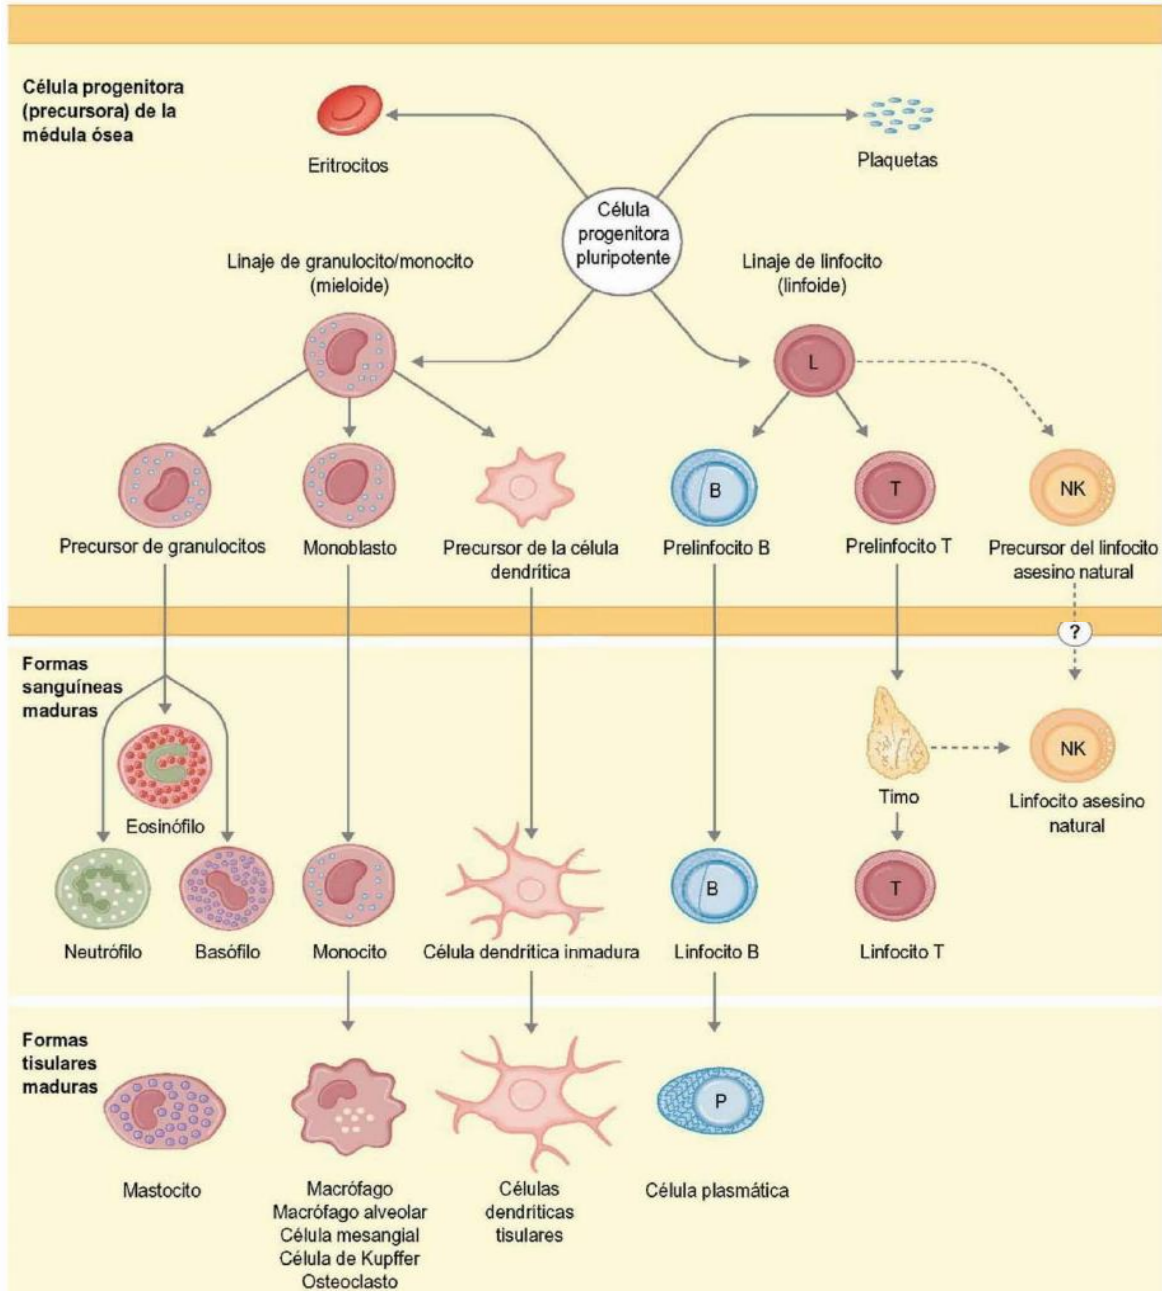 Célula progenitora
(precursora) de la
médula ósea
Eritrocitos
Plaquetas
Célula
progenitora
pluripotente
Linaje de granulocito/monocito
(mieloide)
Linaje de linfocito
(linfoide)
L
B
T
NK
Precursor de granulocitos
Monoblasto
Precursor de la célula
dendrítica
Prelinfocito B
Prelinfocito T
Precursor del linfocito
asesino natural
?
Formas
sanguíneas
maduras
NK
Eosinófilo
Timo
Linfocito asesino
natural
B
T
Neutrófilo
Basófilo
Monocito
Célula dendrítica inmadura
Linfocito B
Linfocito T
Formas
tisulares
maduras
P
Mastocito
Macrófago
Macrófago alveolar
Célula mesangial
Célula de Kupffer
Osteoclasto
Células
dendríticas
tisulares
Célula plasmática